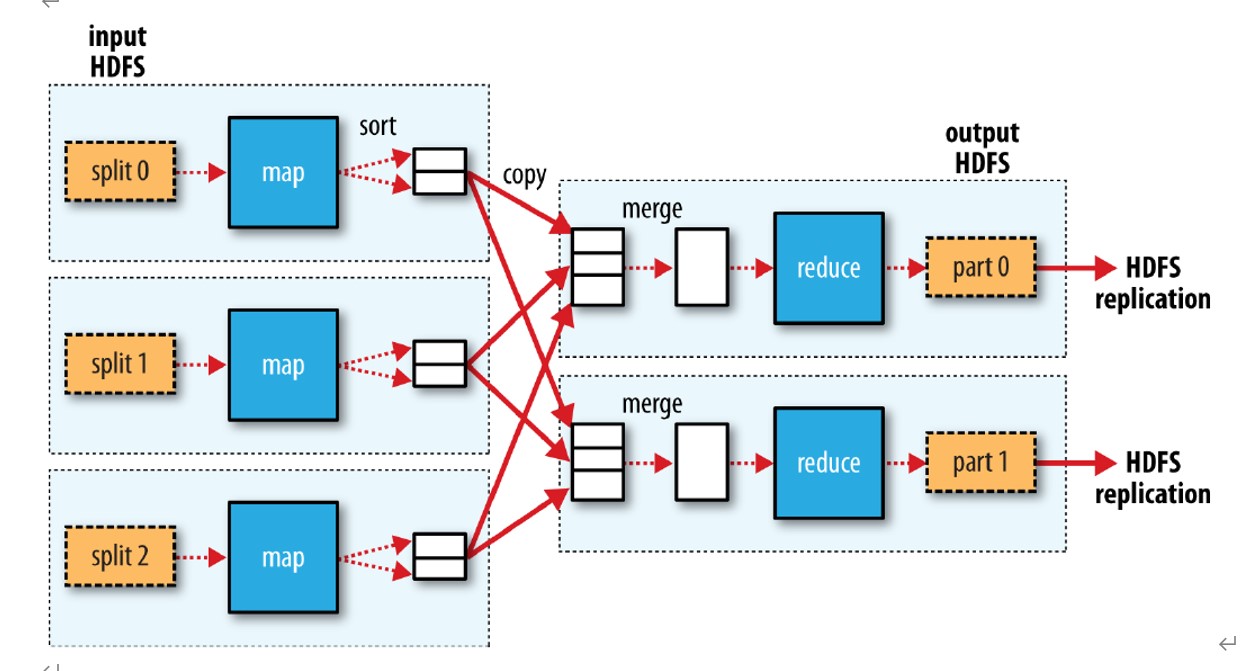 input
HDFS
split 0
map
sort
copy
split 1
map
split 2
map
output
HDFS
merge
reduce
part 0
HDFS
replication
merge
reduce
part 1
HDFS
replication